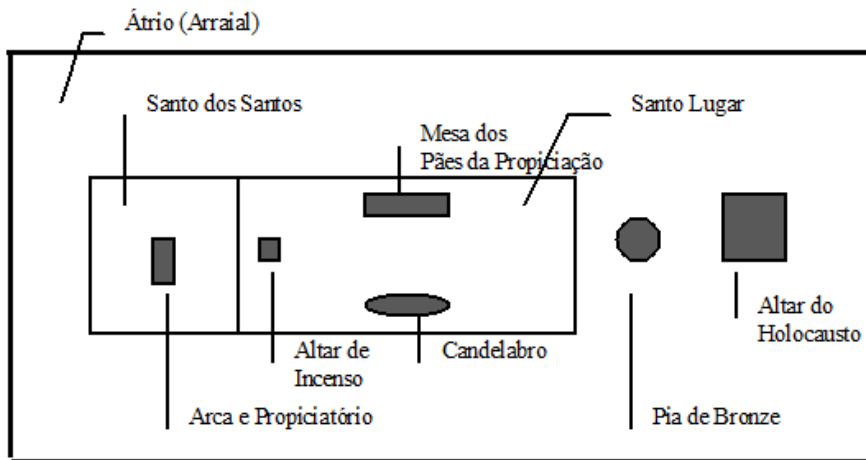 Átrio (Arraial)
Santo dos Santos
Santo Lugar
Mesa dos
Pães da Propiciação
Altar do
Holocausto
Altar de
Incenso
Candelabro
Arca e Propiciatório
Pia de Bronze